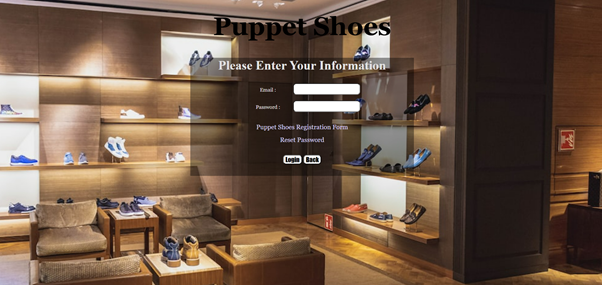 Puppet Shoes
Please Enter Your Information
Email :
Password :
Puppet Shoes Registration Form
Reset Password
Login Back